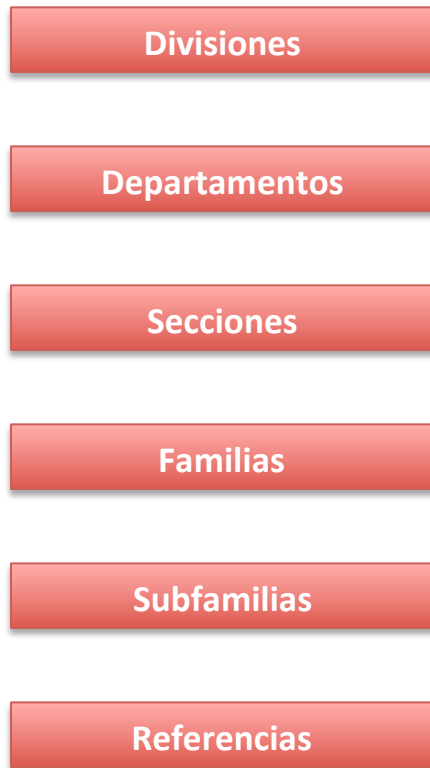 Divisiones
Departamentos
Secciones
Familias
Subfamilias
Referencias